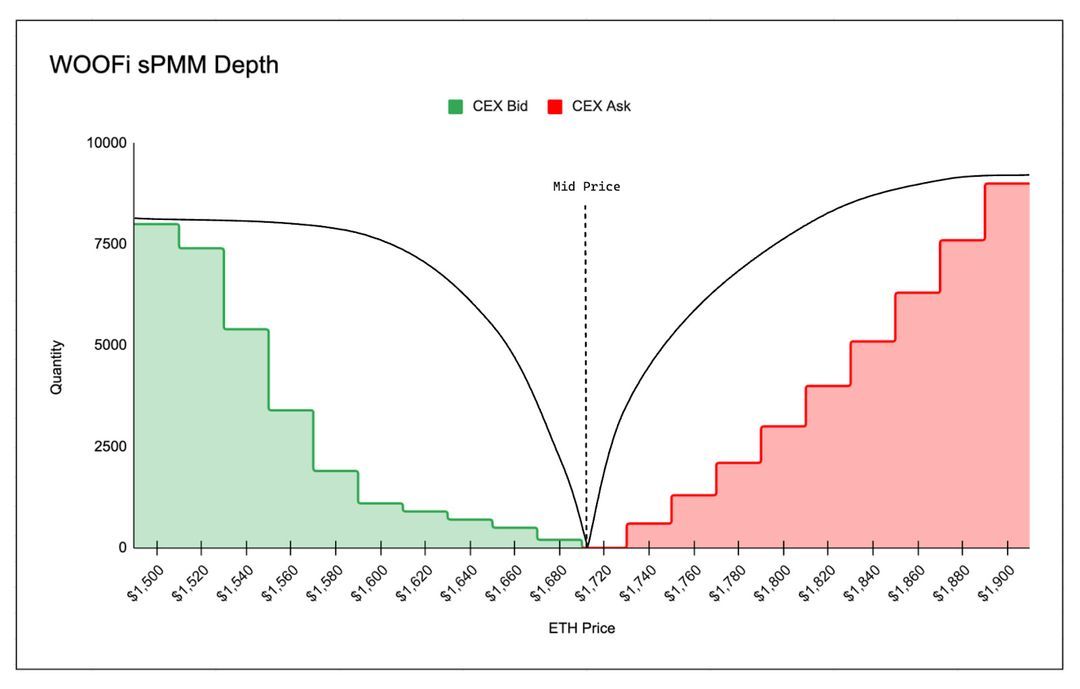 WOOFi sPMM Depth
CEX Bid CEX Ask
10000
Mid Price
7500
5000
Quantity
2500
0
$1,500 $1,520 $1,540 $1,560 $1,580 $1,600 $1,620 $1,640 $1,660 $1,680 $1,720 $1,740 $1,760 $1,780 $1,800 $1,820 $1,840 $1,860 $1,880 $1,900
ETH Price